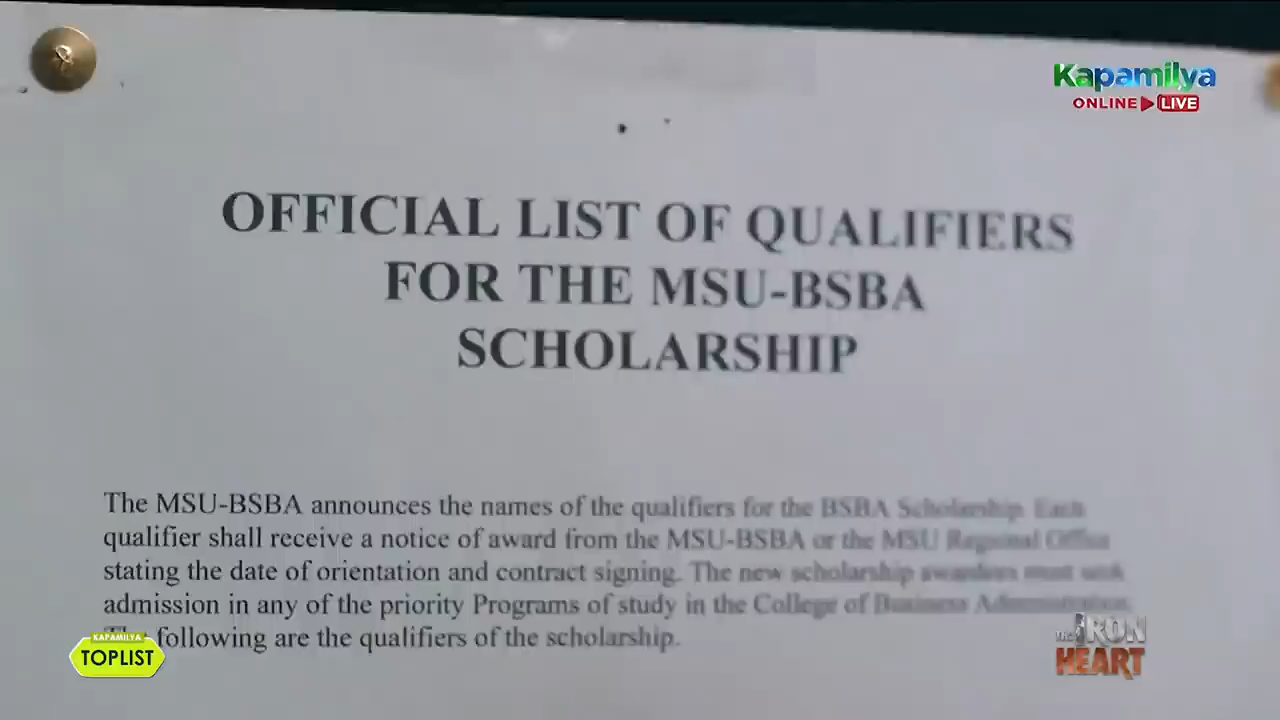 Kapamilya
ONLINE LIVE
OFFICIAL LIST OF QUALIFIERS
FOR THE MSU-BSBA
SCHOLARSHIP
The MSU-BSBA announces the names of the qualifiers for the BSBA Scholarship. Each
qualifier shall receive a notice of award from the MSU-BSBA or the MSU Regional Office
stating the date of orientation and contract signing. The new scholarship awardees must seek
admission in any of the priority Programs of study in the College of Business Administration.
The following are the qualifiers of the scholarship.
KAPAMILYA
TOPLIST
THE IRON
HEART